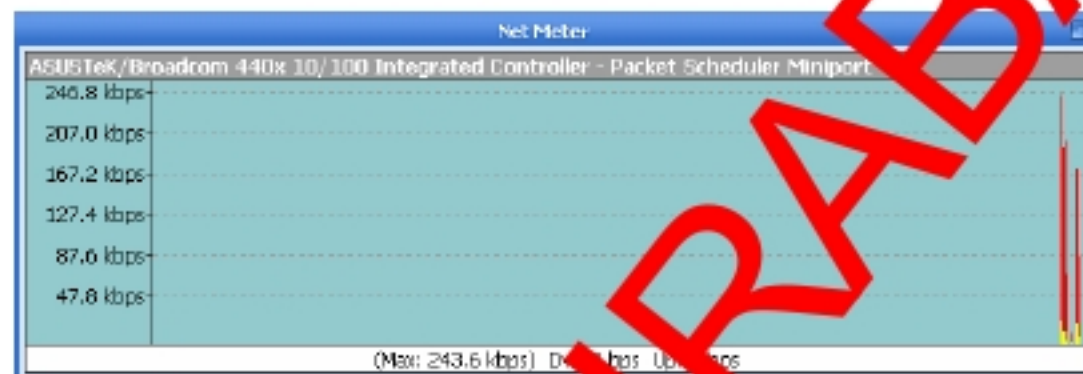 Net Meter
ASUSTeK/Broadcom 440x 10/100 Integrated Controller - Packet Scheduler Miniport
246.8 kbps
207.0 kbps
167.2 kbps
127.4 kbps
87.6 kbps
47.8 kbps
(Max: 243.6 kbps)
RAB